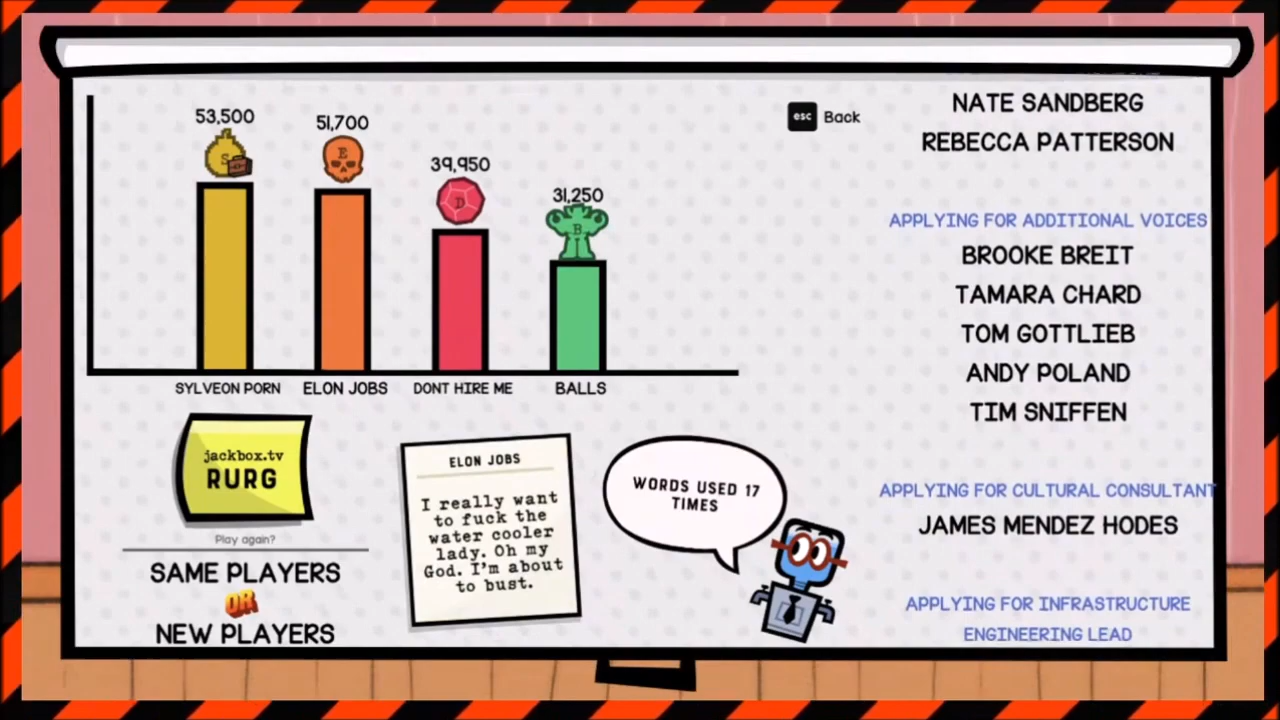 53,500
51,700
39,950
31,250
S
E
D
B
SYLVEON PORN
ELON JOBS
DONT HIRE ME
BALLS
esc Back
jackbox.tv
RURG
Play again?
SAME PLAYERS
OR
NEW PLAYERS
ELON JOBS
I really want
to fuck the
water cooler
lady. Oh my
God. I'm about
to bust.
WORDS USED 17
TIMES
NATE SANDBERG
REBECCA PATTERSON
APPLYING FOR ADDITIONAL VOICES
BROOKE BREIT
TAMARA CHARD
TOM GOTTLIEB
ANDY POLAND
TIM SNIFFEN
APPLYING FOR CULTURAL CONSULTANT
JAMES MENDEZ HODES
APPLYING FOR INFRASTRUCTURE
ENGINEERING LEAD